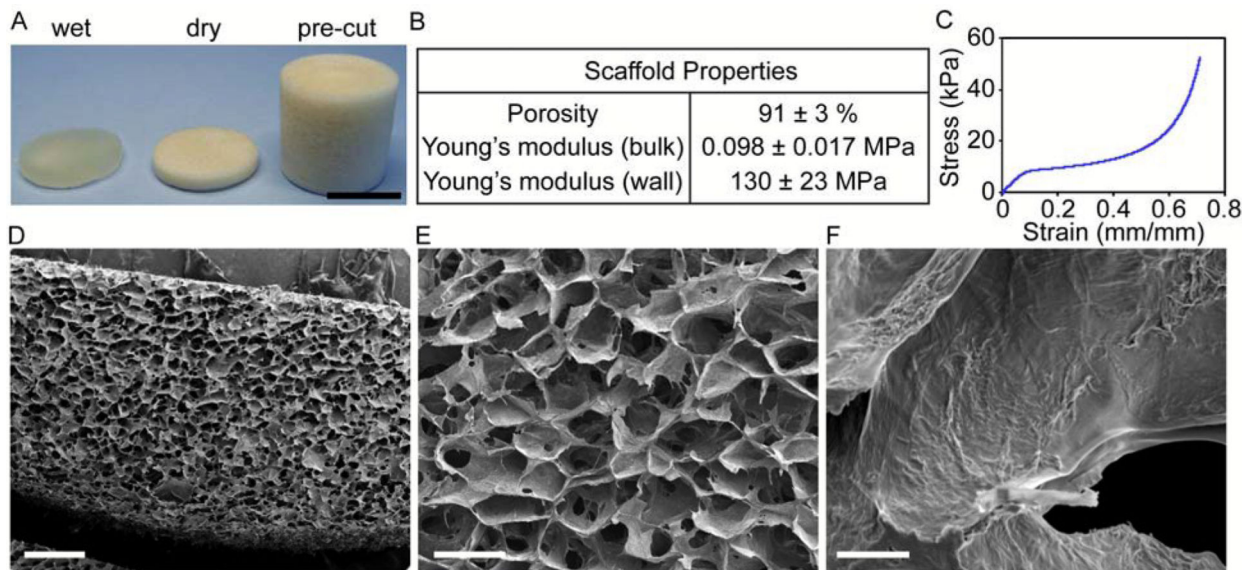 A
wet
dry
pre-cut
B
Scaffold Properties
Porosity
91 ± 3 %
Young's modulus (bulk)
0.098 ± 0.017 MPa
Young's modulus (wall)
130 ± 23 MPa
C
Stress (kPa)
60
40
20
0
0
0.2
0.4
0.6
0.8
Strain (mm/mm)
D
E
F